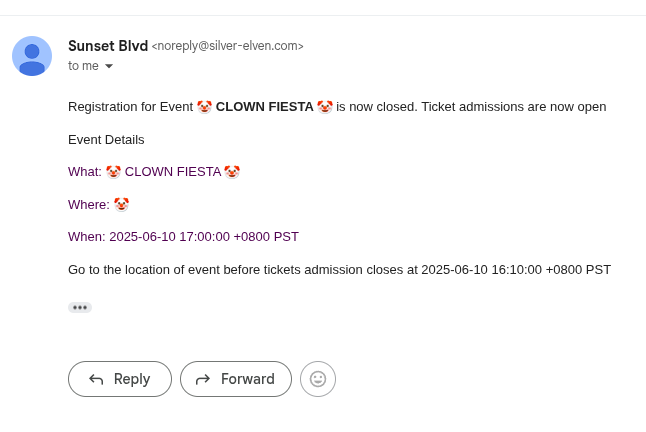 Sunset Blvd <noreply@silver-elven.com>
to me
Registration for Event 🤡 CLOWN FIESTA 🤡 is now closed. Ticket admissions are now open
Event Details
What: 🤡 CLOWN FIESTA 🤡
Where: 🤡
When: 2025-06-10 17:00:00 +0800 PST
Go to the location of event before tickets admission closes at 2025-06-10 16:10:00 +0800 PST
Reply Forward